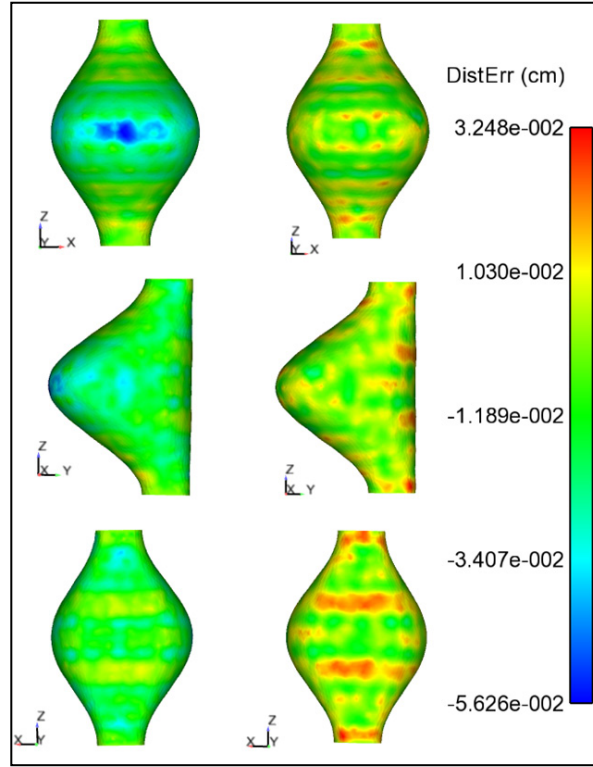 DistErr (cm)
3.248e-002
1.030e-002
-1.189e-002
-3.407e-002
-5.626e-002
Z
Y X
Z
Y X
Z
X Y
Z
X Y
Z
X Y
Z
X Y